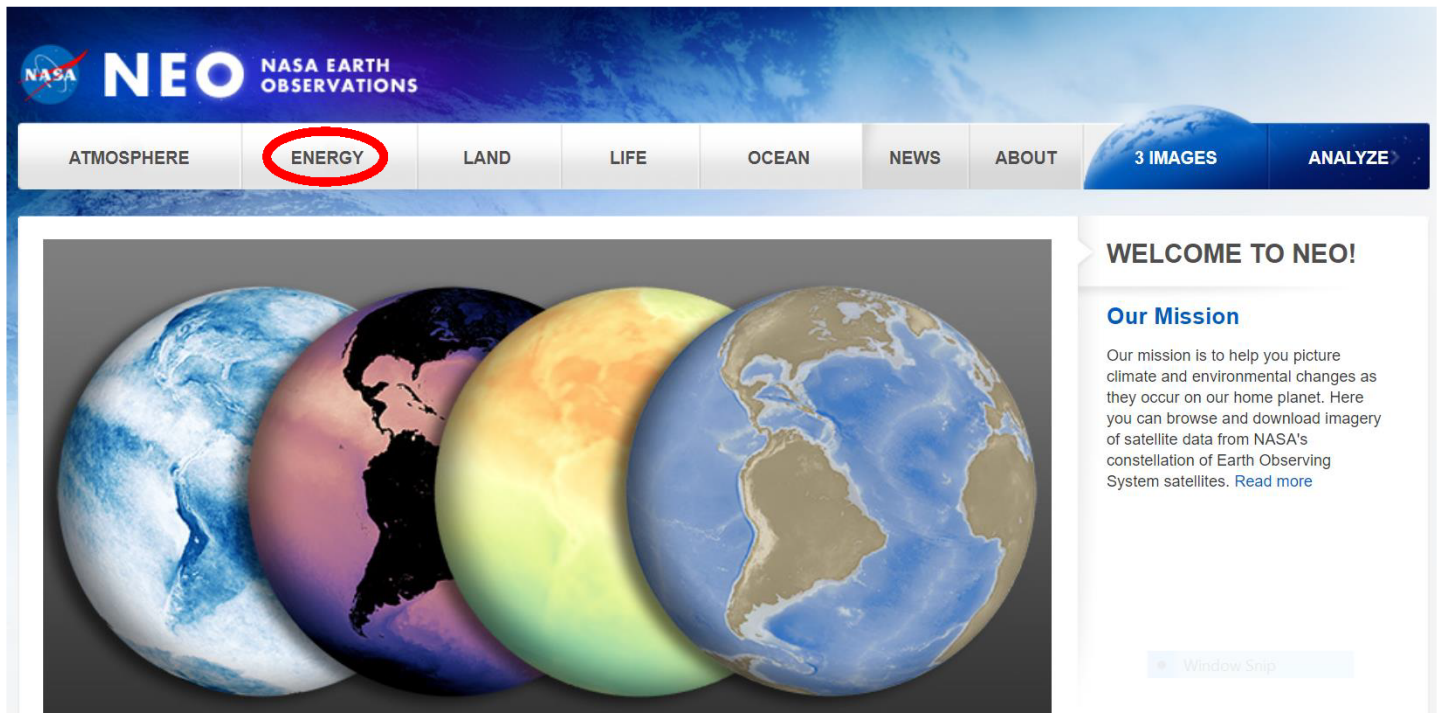 NASA
NEO
NASA EARTH
OBSERVATIONS
ATMOSPHERE ENERGY LAND LIFE OCEAN NEWS ABOUT 3 IMAGES ANALYZE
WELCOME TO NEO!
Our Mission
Our mission is to help you picture
climate and environmental changes as
they occur on our home planet. Here
you can browse and download imagery
of satellite data from NASA's
constellation of Earth Observing
System satellites. Read more
Window Snip